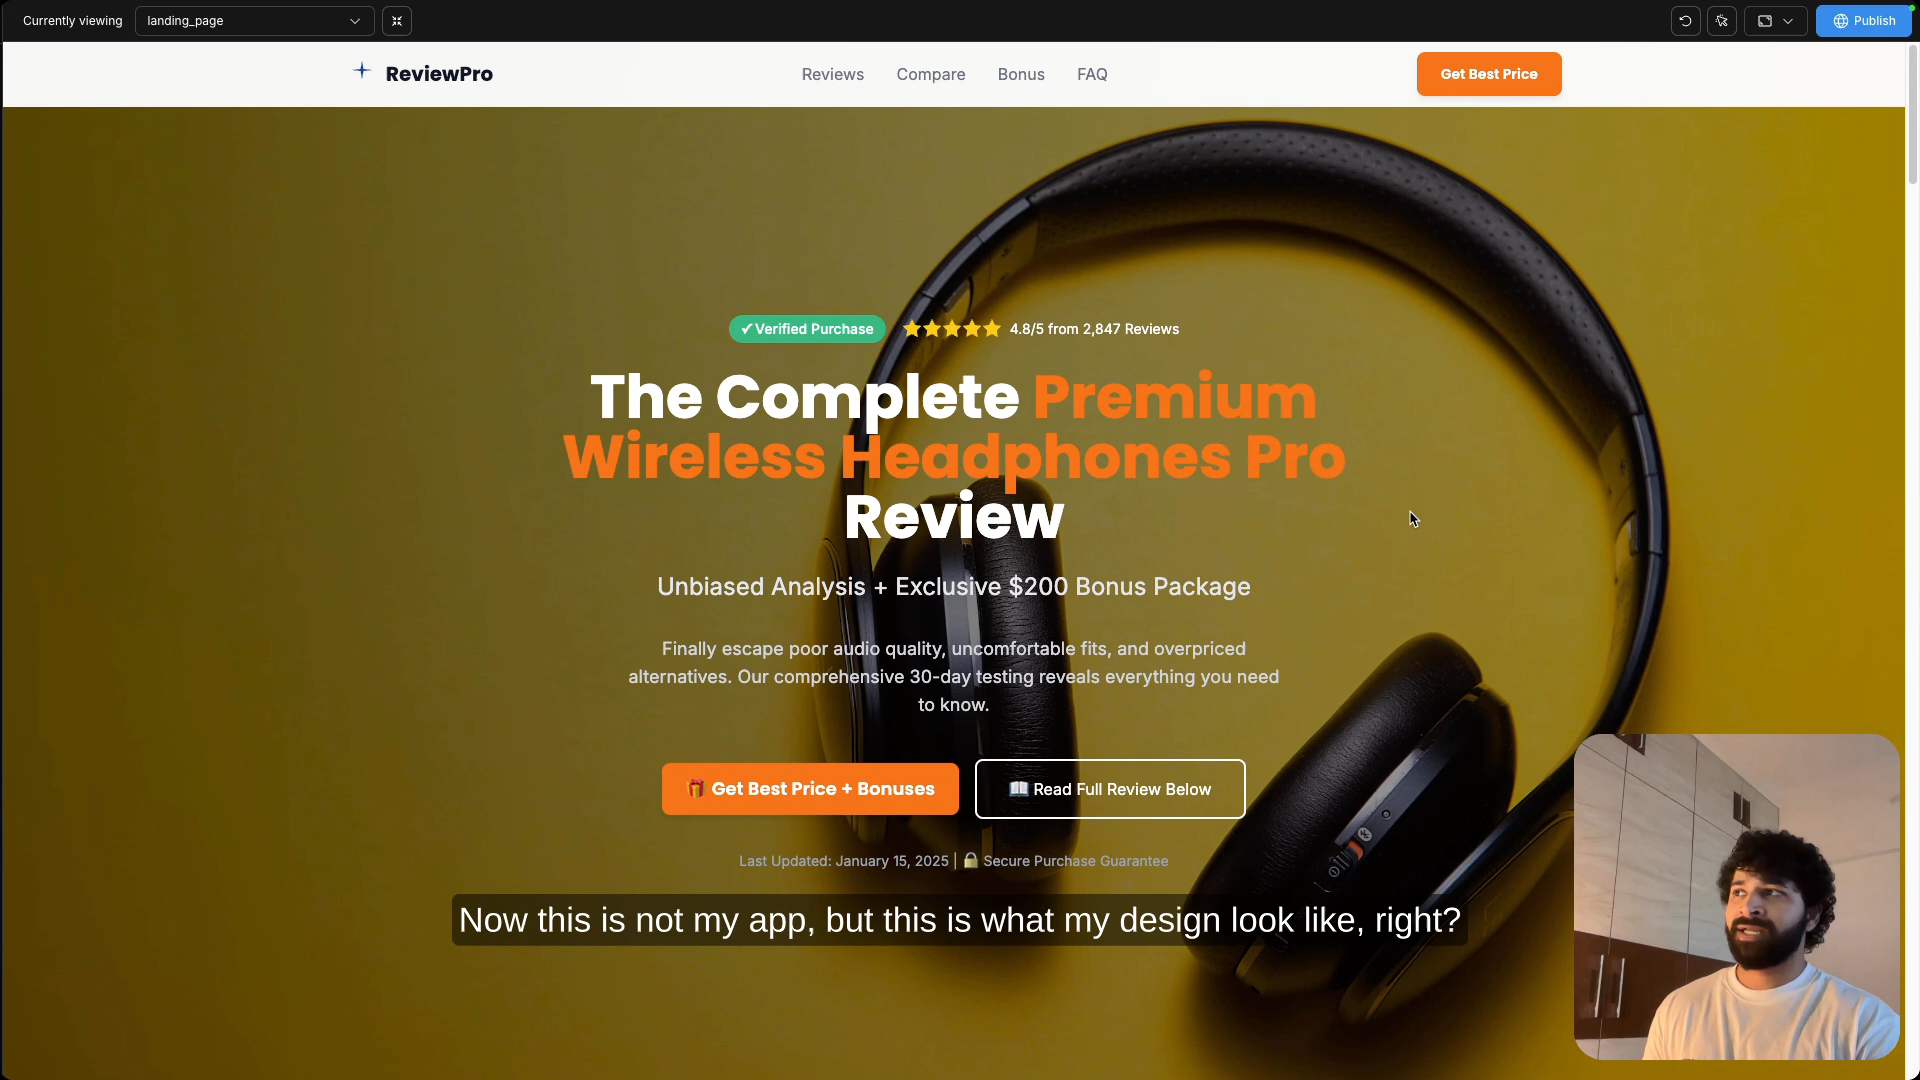 Currently viewing
landing_page
Publish
ReviewPro
Reviews
Compare
Bonus
FAQ
Get Best Price
✔ Verified Purchase
4.8/5 from 2,847 Reviews
The Complete Premium
Wireless Headphones Pro
Review
Unbiased Analysis + Exclusive $200 Bonus Package
Finally escape poor audio quality, uncomfortable fits, and overpriced
alternatives. Our comprehensive 30-day testing reveals everything you need
to know.
🎁 Get Best Price + Bonuses
📖 Read Full Review Below
Last Updated: January 15, 2025 | 🔒 Secure Purchase Guarantee
Now this is not my app, but this is what my design look like, right?